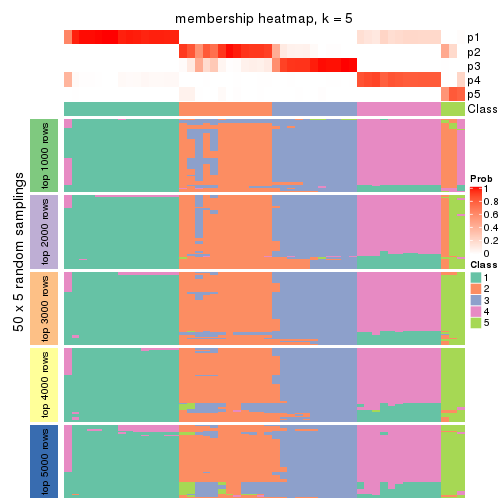 membership heatmap, k = 5
p1
p2
p3
p4
p5
Class
50 x 5 random samplings
top 1000 rows
top 2000 rows
top 3000 rows
top 4000 rows
top 5000 rows
Prob
1
0.8
0.6
0.4
0.2
0
Class
1
2
3
4
5